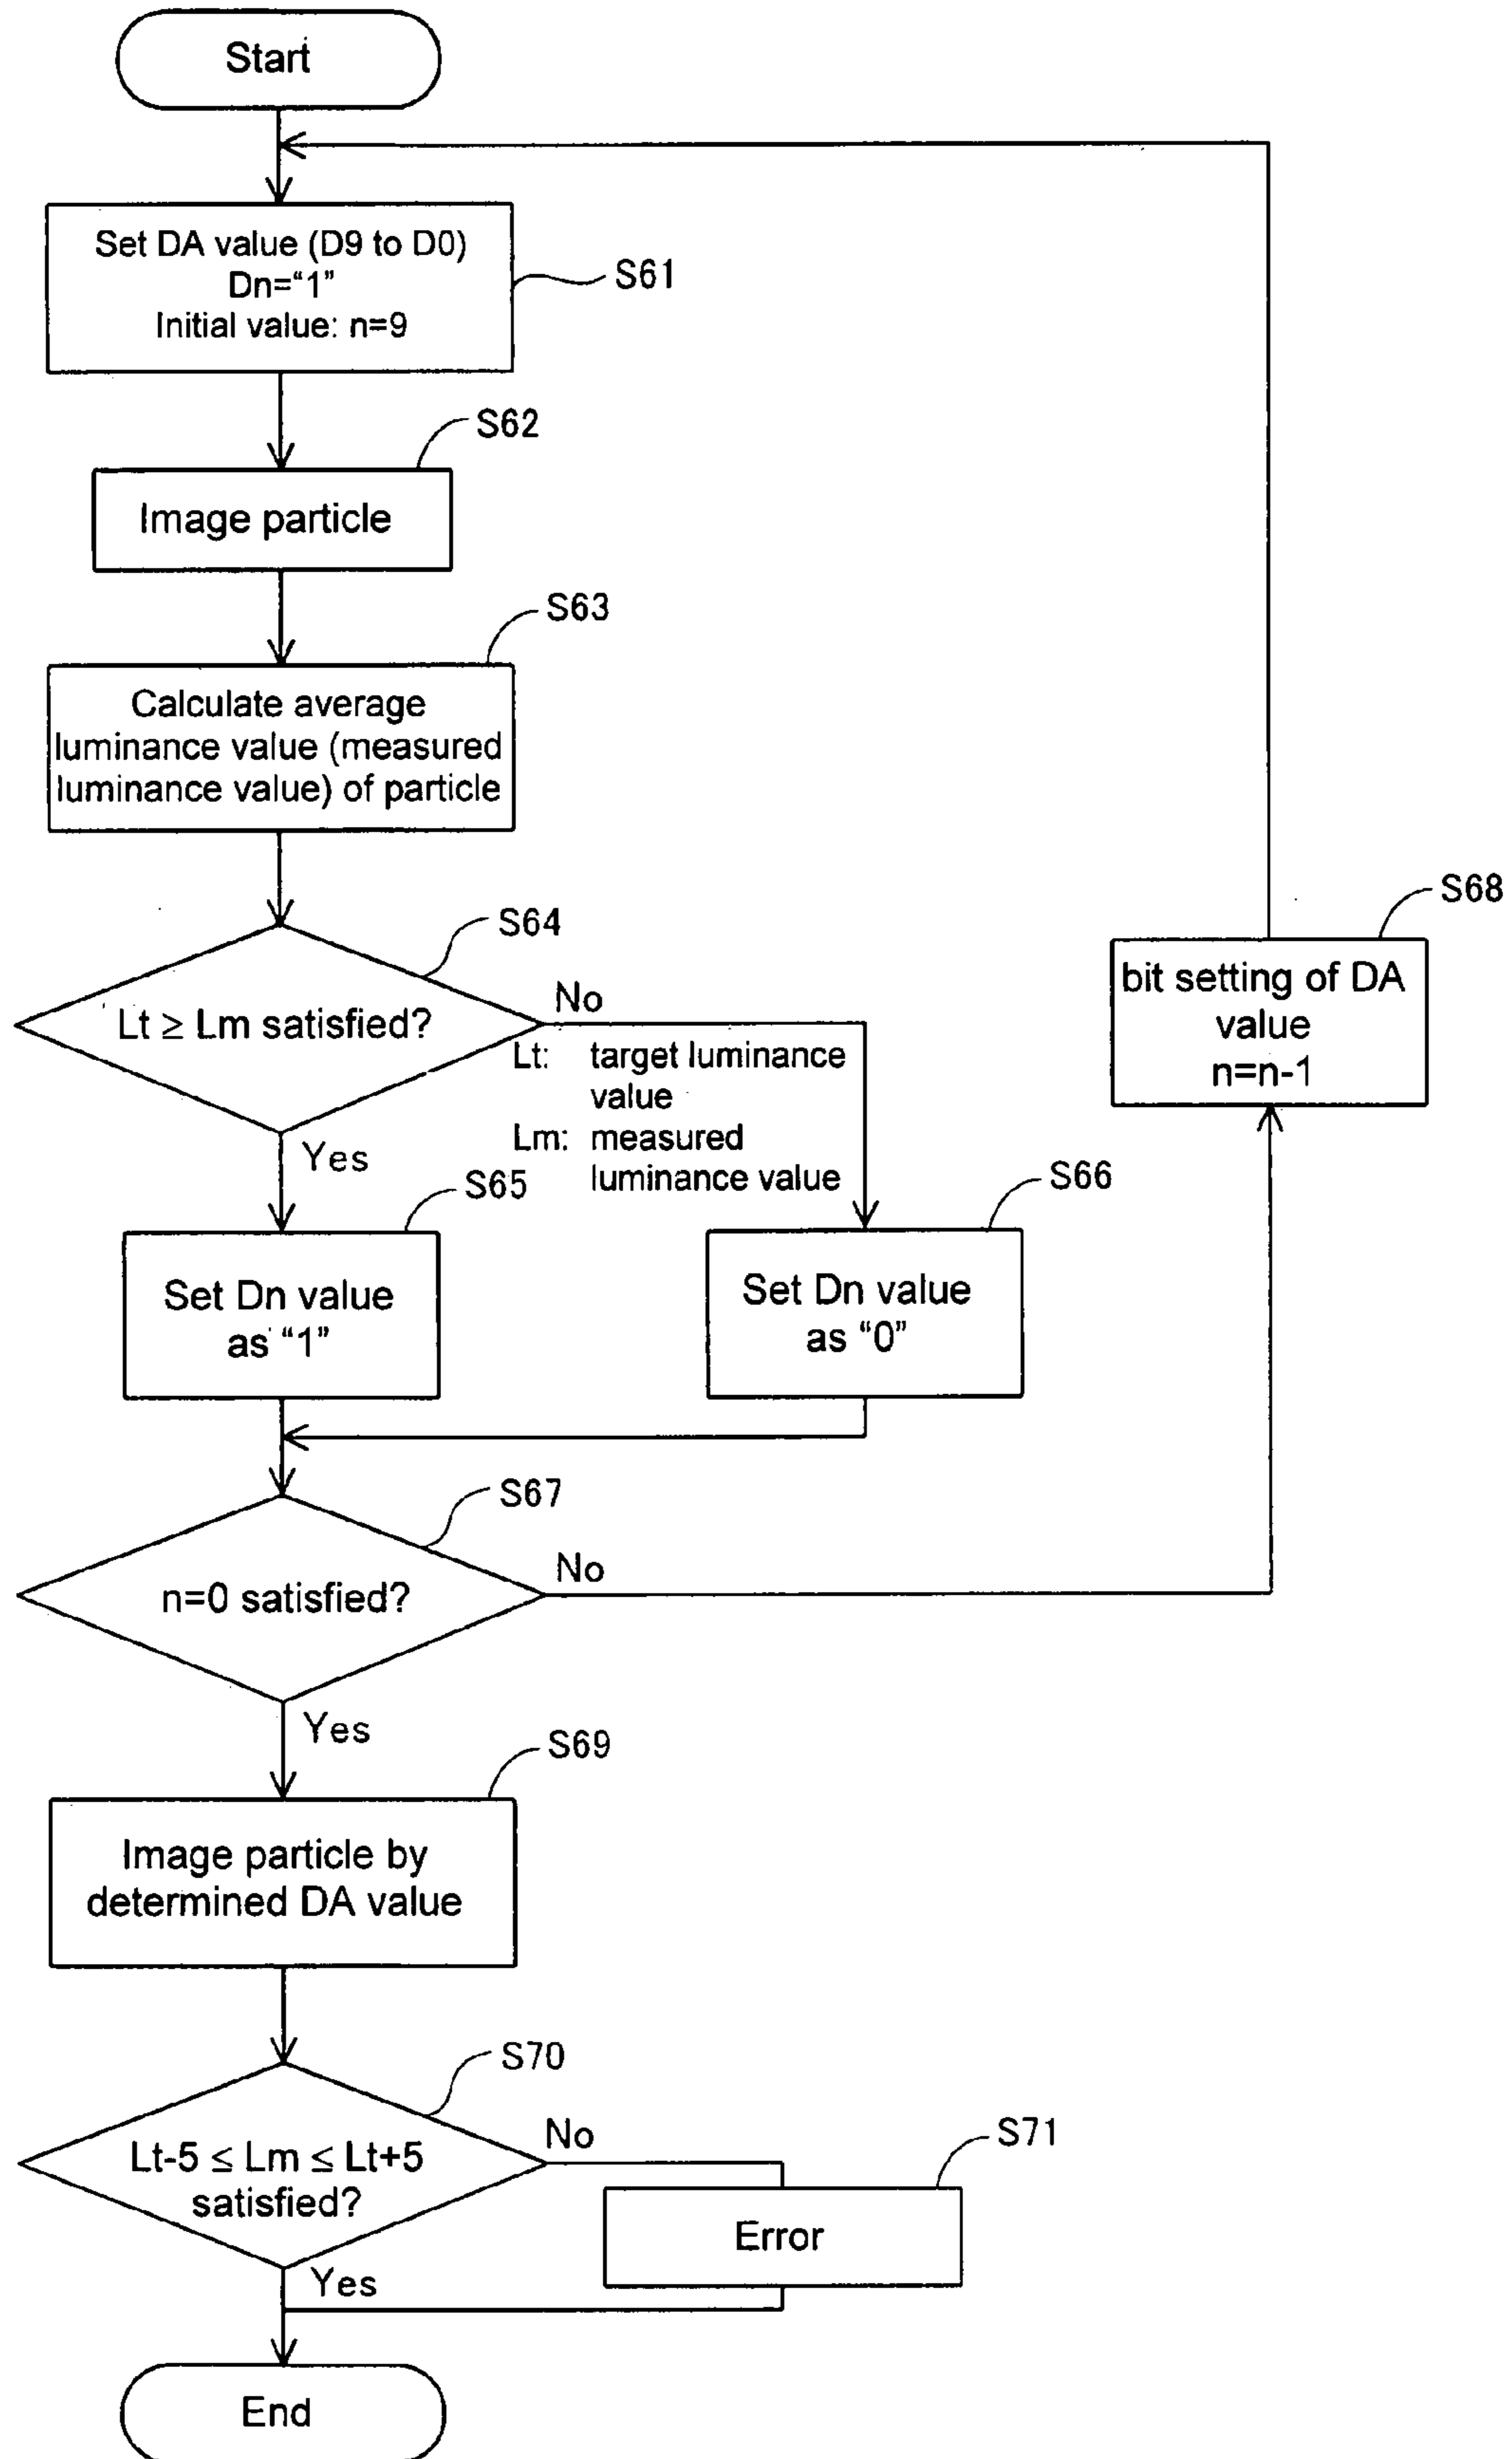 Start
Set DA value (D9 to D0)
Dn=“1”
Initial value: n=9
S61
S62
Image particle
S63
Calculate average
luminance value (measured
luminance value) of particle
S64
Lt ≥ Lm satisfied?
No
Lt: target luminance
value
Lm: measured
luminance value
Yes
S68
bit setting of DA
value
n=n-1
S65
Set Dn value
as “1”
S66
Set Dn value
as “0”
S67
n=0 satisfied?
No
Yes
S69
Image particle by
determined DA value
S70
Lt-5 ≤ Lm ≤ Lt+5
satisfied?
No
S71
Error
Yes
End